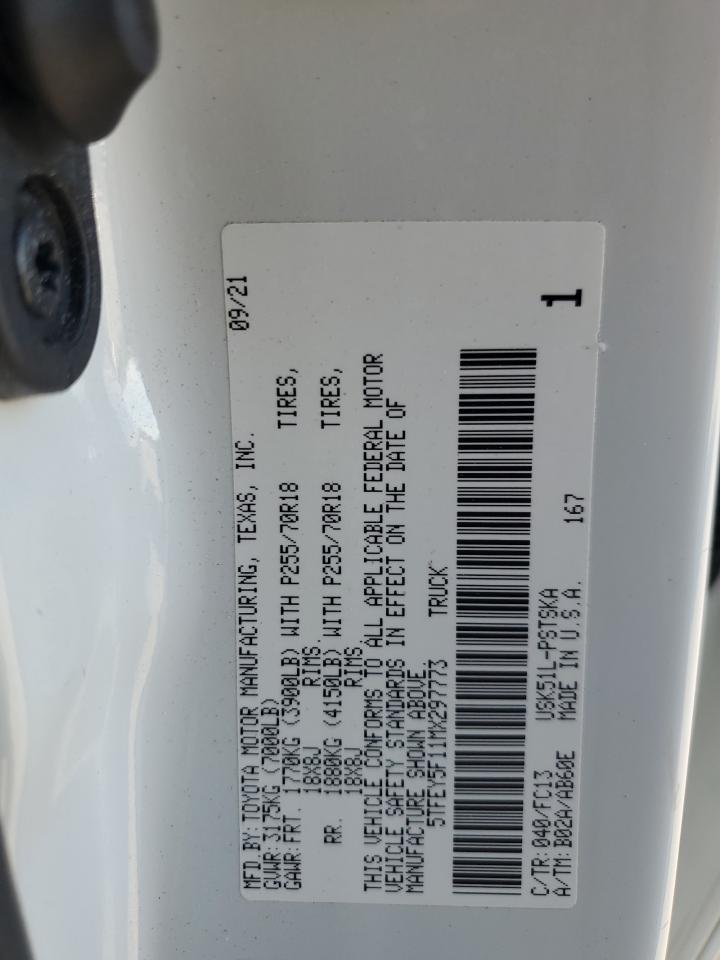 MFD.BY:TOYOTA MOTOR MANUFACTURING, TEXAS, INC. 09/21
GVWR:3175KG (7000LB)
GAWR:FRT. 1770KG (3900LB) WITH P255/70R18 TIRES,
18X8J RIMS.
RR. 1880KG (4150LB) WITH P255/70R18 TIRES,
18X8J RIMS.
THIS VEHICLE CONFORMS TO ALL APPLICABLE FEDERAL MOTOR
VEHICLE SAFETY STANDARDS IN EFFECT ON THE DATE OF
MANUFACTURE SHOWN ABOVE.
5TFEY5F11MX297773 TRUCK
C/TR:040/FC13 USK51L-PSTSKA 1
A/TM:B02A/AB60E MADE IN U.S.A. 167